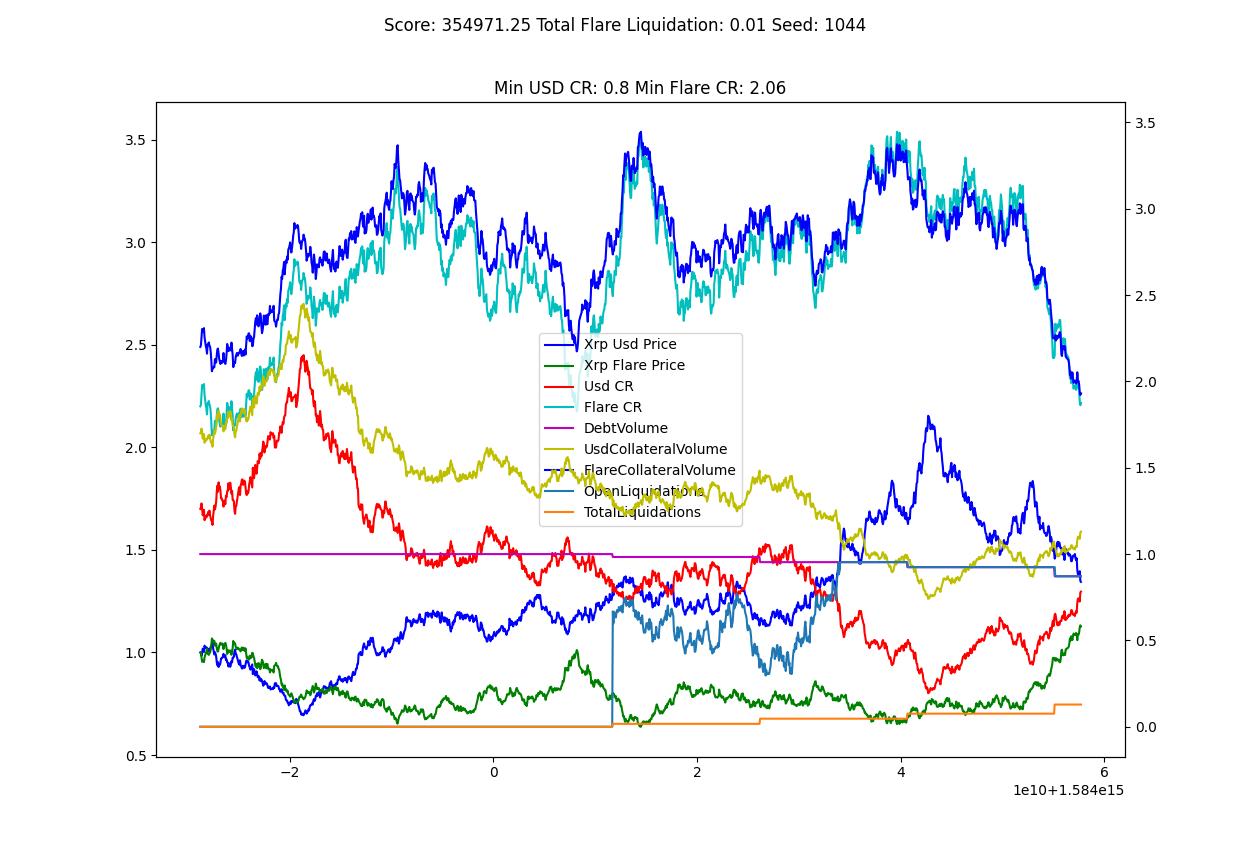 Score: 354971.25 Total Flare Liquidation: 0.01 Seed: 1044
Min USD CR: 0.8 Min Flare CR: 2.06
3.5
3.0
2.5
2.0
1.5
1.0
0.5
3.5
3.0
2.5
2.0
1.5
1.0
0.5
0.0
Xrp Usd Price
Xrp Flare Price
Usd CR
Flare CR
DebtVolume
UsdCollateralVolume
FlareCollateralVolume
OpenLiquidations
TotalLiquidations
−2 0 2 4 6
1e10+1.584e15